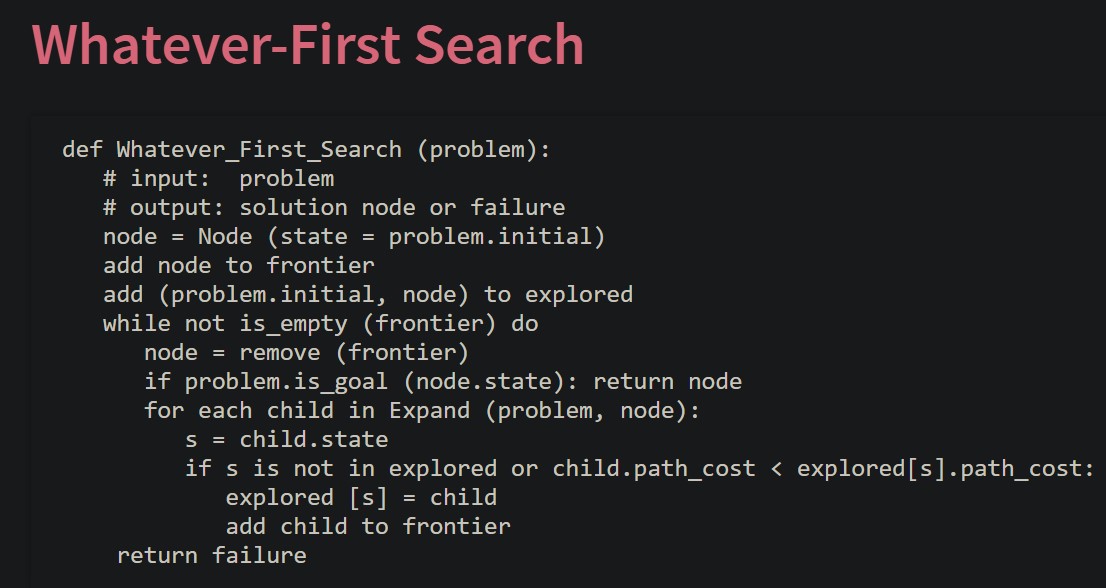 Whatever-First Search
def Whatever_First_Search (problem):
# input:  problem
# output: solution node or failure
node = Node (state = problem.initial)
add node to frontier
add (problem.initial, node) to explored
while not is_empty (frontier) do
node = remove (frontier)
if problem.is_goal (node.state): return node
for each child in Expand (problem, node):
s = child.state
if s is not in explored or child.path_cost < explored[s].path_cost:
explored [s] = child
add child to frontier
return failure